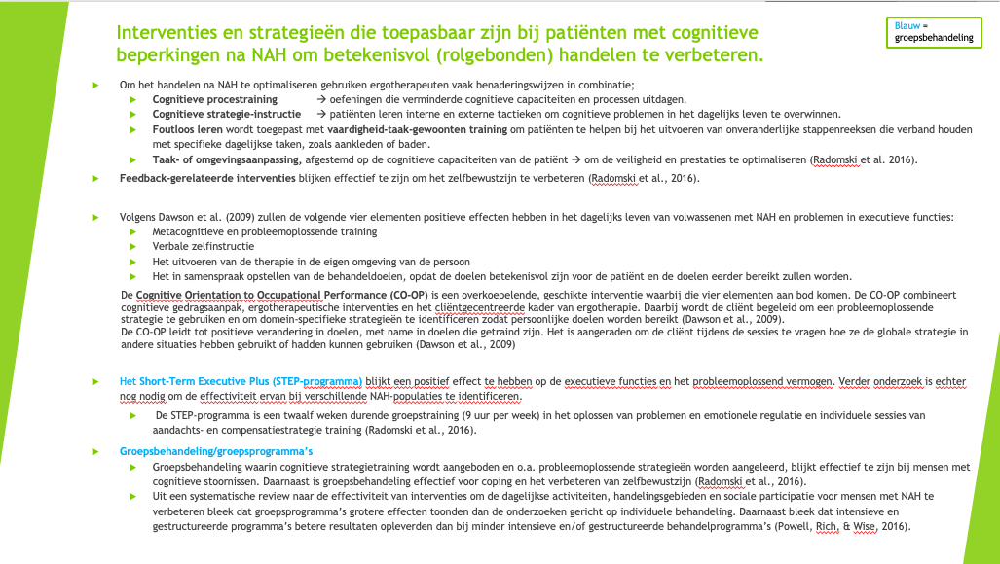 Interventies en strategieën die toepasbaar zijn bij patiënten met cognitieve
beperkingen na NAH om betekenisvol (rolgebonden) handelen te verbeteren.
Blauw =
groepsbehandeling
Om het handelen na NAH te optimaliseren gebruiken ergotherapeuten vaak benaderingswijzen in combinatie;
Cognitieve procestraining → oefeningen die verminderde cognitieve capaciteiten en processen uitdagen.
Cognitieve strategie-instructie → patiënten leren interne en externe tactieken om cognitieve problemen in het dagelijks leven te overwinnen.
Foutloos leren wordt toegepast met vaardigheid-taak-gewoonten training om patiënten te helpen bij het uitvoeren van onveranderlijke stappenreeksen die verband houden
met specifieke dagelijkse taken, zoals aankleden of baden.
Taak- of omgevingsaanpassing, afgestemd op de cognitieve capaciteiten van de patiënt → om de veiligheid en prestaties te optimaliseren (Radomski et al. 2016).
Feedback-gerelateerde interventies blijken effectief te zijn om het zelfbewustzijn te verbeteren (Radomski et al., 2016).
Volgens Dawson et al. (2009) zullen de volgende vier elementen positieve effecten hebben in het dagelijks leven van volwassenen met NAH en problemen in executieve functies:
Metacognitieve en probleemoplossende training
Verbale zelfinstructie
Het uitvoeren van de therapie in de eigen omgeving van de persoon
Het in samenspraak opstellen van de behandeldoelen, opdat de doelen betekenisvol zijn voor de patiënt en de doelen eerder bereikt zullen worden.
De Cognitive Orientation to Occupational Performance (CO-OP) is een overkoepelende, geschikte interventie waarbij die vier elementen aan bod komen. De CO-OP combineert
cognitieve gedragsaanpak, ergotherapeutische interventies en het cliëntgecentreerde kader van ergotherapie. Daarbij wordt de cliënt begeleid om een probleemoplossende
strategie te gebruiken en om domein-specifieke strategieën te identificeren zodat persoonlijke doelen worden bereikt (Dawson et al., 2009).
De CO-OP leidt tot positieve verandering in doelen, met name in doelen die getraind zijn. Het is aangeraden om de cliënt tijdens de sessies te vragen hoe ze de globale strategie in
andere situaties hebben gebruikt of hadden kunnen gebruiken (Dawson et al., 2009)
Het Short-Term Executive Plus (STEP-programma) blijkt een positief effect te hebben op de executieve functies en het probleemoplossend vermogen. Verder onderzoek is echter
nog nodig om de effectiviteit ervan bij verschillende NAH-populaties te identificeren.
De STEP-programma is een twaalf weken durende groepstraining (9 uur per week) in het oplossen van problemen en emotionele regulatie en individuele sessies van
aandachts- en compensatiestrategie training (Radomski et al., 2016).
Groepsbehandeling/groepsprogramma's
Groepsbehandeling waarin cognitieve strategietraining wordt aangeboden en o.a. probleemoplossende strategieën worden aangeleerd, blijkt effectief te zijn bij mensen met
cognitieve stoornissen. Daarnaast is groepsbehandeling effectief voor coping en het verbeteren van zelfbewustzijn (Radomski et al., 2016).
Uit een systematische review naar de effectiviteit van interventies om de dagelijkse activiteiten, handelingsgebieden en sociale participatie voor mensen met NAH te
verbeteren bleek dat groepsprogramma's grotere effecten toonden dan de onderzoeken gericht op individuele behandeling. Daarnaast bleek dat intensieve en
gestructureerde programma's betere resultaten opleverden dan bij minder intensieve en/of gestructureerde behandelprogramma's (Powell, Rich, & Wise, 2016).